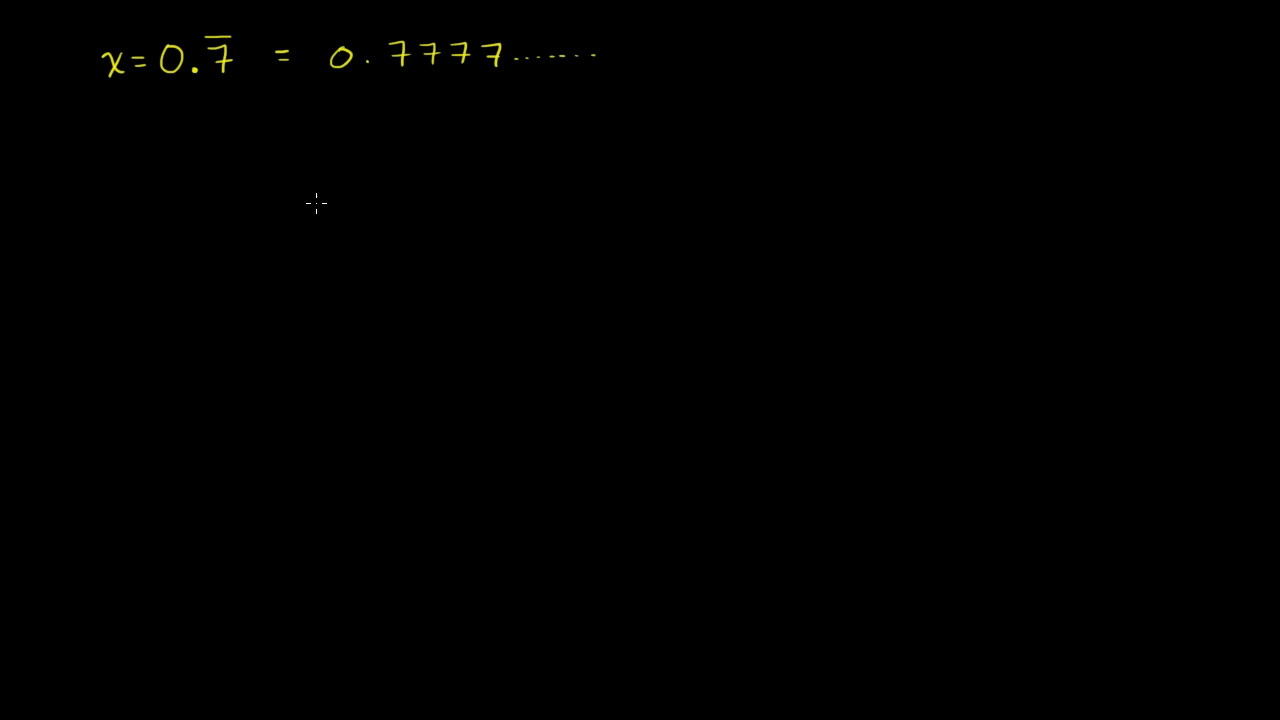 x = 0.7̅ = 0.7777.......